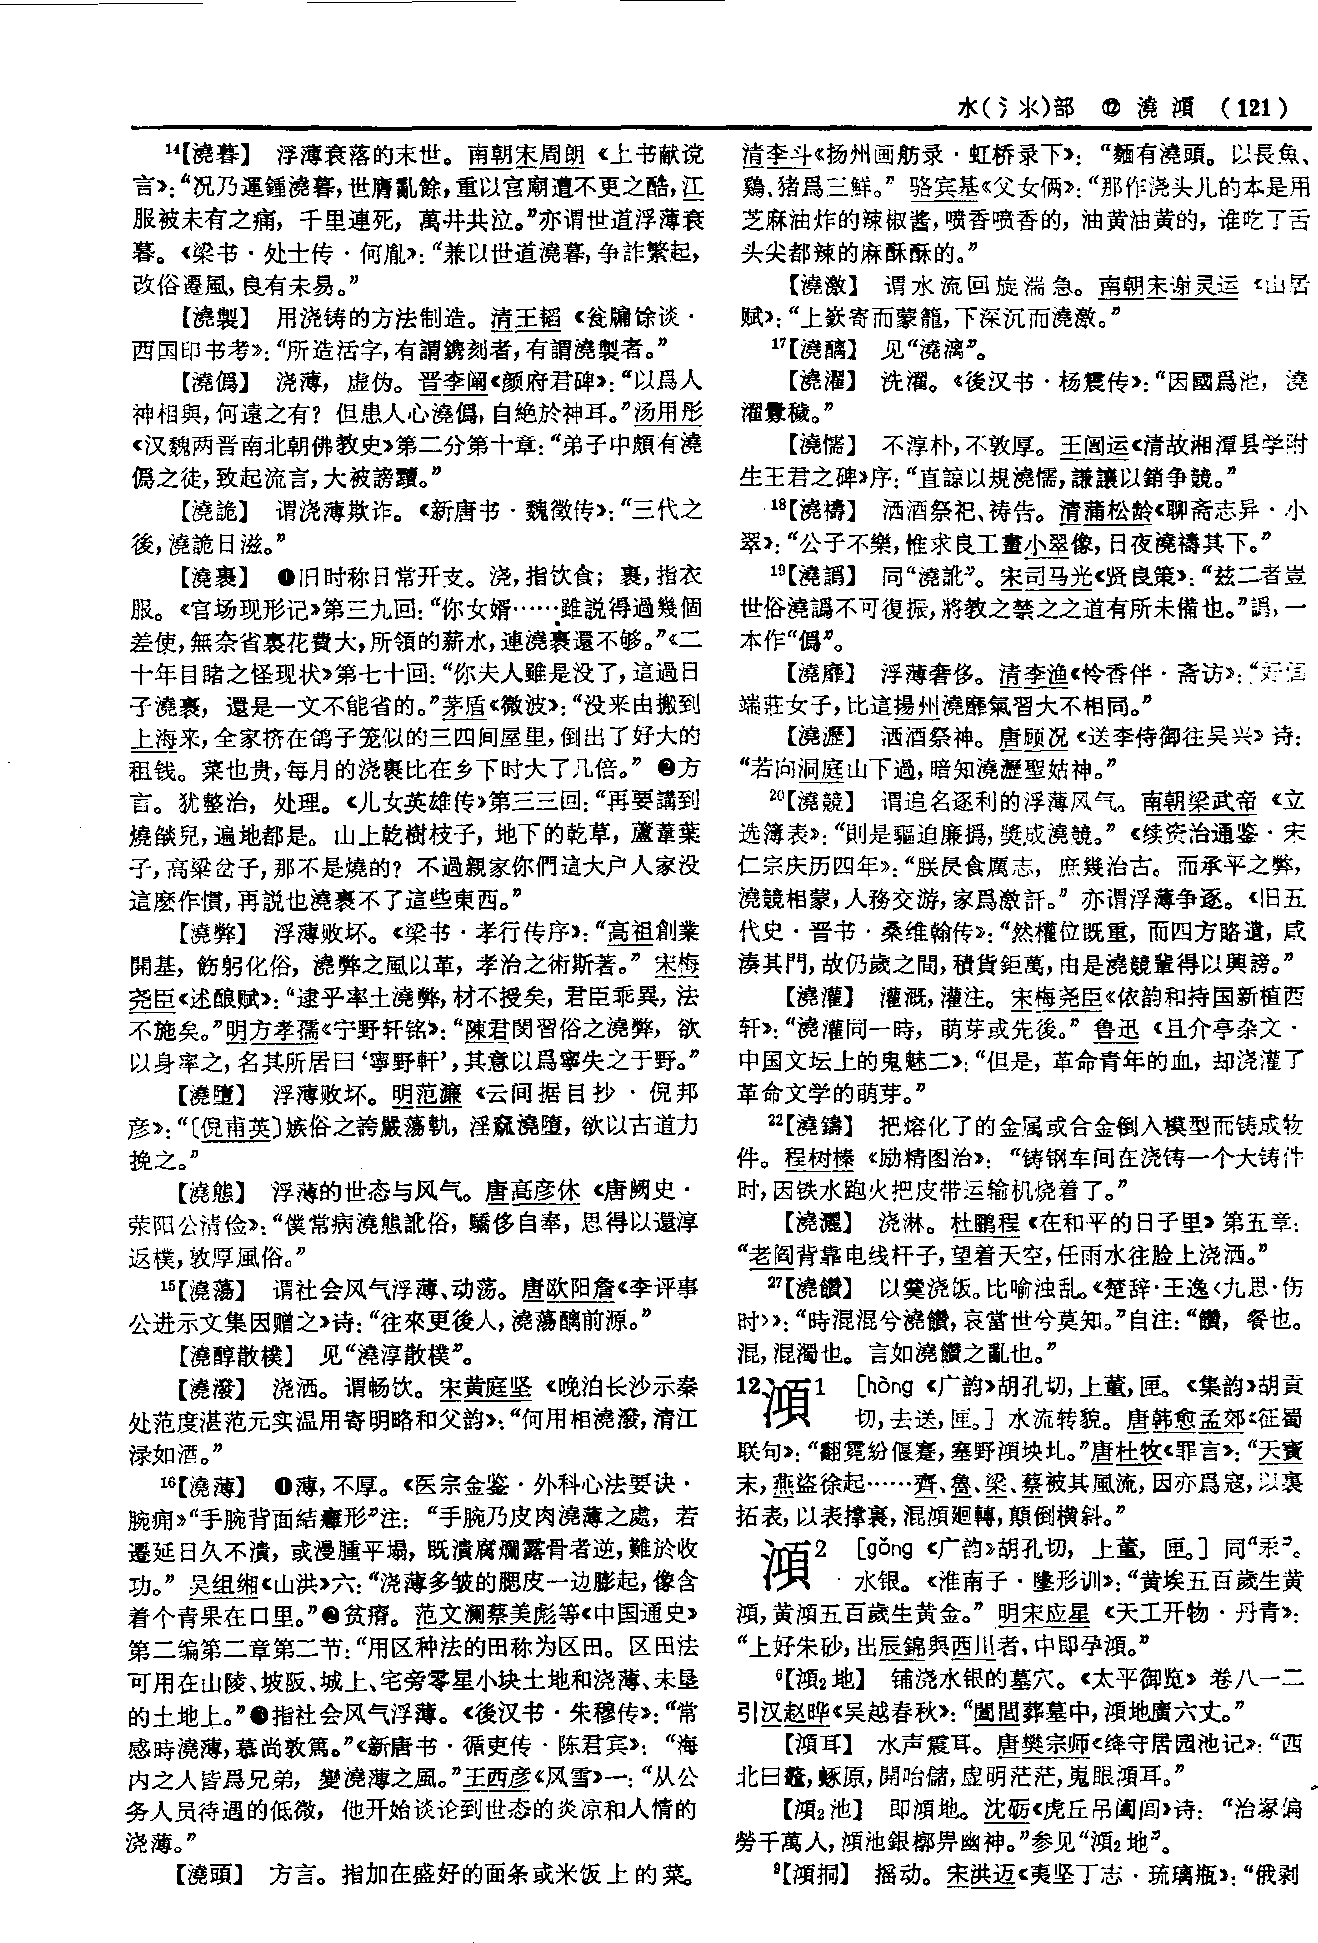 水(氵氺)部 ⑫ 澆 澒 (121)
14【澆暮】 浮薄衰落的末世。南朝宋周朗《上书献谠
言》:“况乃運鍾澆暮,世膺亂餘,重以宫廟遭不更之酷,江
服被未有之痛,千里連死,萬井共泣。”亦谓世道浮薄衰
暮。《梁书·处士传·何胤》:“兼以世道澆暮,争詐繁起,
改俗遷風,良有未易。”
【澆製】 用浇铸的方法制造。清王韬《瓮牖馀谈·
西国印书考》:“所造活字,有謂鐫刻者,有謂澆製者。”
【澆僞】 浇薄,虚伪。晋李阐《颜府君碑》:“以爲人
神相與,何遠之有?但患人心澆僞,自絶於神耳。”汤用彤
《汉魏两晋南北朝佛教史》第二分第十章:“弟子中頗有澆
僞之徒,致起流言,大被謗黷。”
【澆詭】 谓浇薄欺诈。《新唐书·魏徵传》:“三代之
後,澆詭日滋。”
【澆裹】 ❶旧时称日常开支。浇,指饮食;裹,指衣
服。《官场现形记》第三九回:“你女婿……雖説得過幾個
差使,無奈省裏花費大,所領的薪水,連澆裹還不够。”《二
十年目睹之怪现状》第七十回:“你夫人雖是没了,這過日
子澆裹,還是一文不能省的。”茅盾《微波》:“没来由搬到
上海来,全家挤在鸽子笼似的三四间屋里,倒出了好大的
租钱。菜也贵,每月的浇裹比在乡下时大了几倍。”❷方
言。犹整治,处理。《儿女英雄传》第三三回:“再要講到
燒燄兒,遍地都是。山上乾樹枝子,地下的乾草,蘆葦葉
子,高粱岔子,那不是燒的?不過親家你們這大户人家没
這麽作慣,再説也澆裹不了這些東西。”
【澆弊】 浮薄败坏。《梁书·孝行传序》:“高祖創業
開基,飭躬化俗,澆弊之風以革,孝治之術斯著。”宋梅
尧臣《述酿赋》:“逮乎率土澆弊,材不授矣,君臣乖異,法
不施矣。”明方孝孺《宁野轩铭》:“陳君閔習俗之澆弊,欲
以身率之,名其所居曰‘寧野軒’,其意以爲寧失之于野。”
【澆墮】 浮薄败坏。明范濂《云间据目抄·倪邦
彦》:“〔倪甫英〕嫉俗之誇嚴蕩軌,淫窳澆墮,欲以古道力
挽之。”
【澆態】 浮薄的世态与风气。唐高彦休《唐阙史·
荥阳公清俭》:“僕常病澆態訛俗,驕侈自奉,思得以還淳
返樸,敦厚風俗。”
15【澆蕩】 谓社会风气浮薄、动荡。唐欧阳詹《李评事
公进示文集因赠之》诗:“往來更後人,澆蕩醨前源。”
【澆醇散樸】 见“澆淳散樸”。
【澆潑】 浇洒。谓畅饮。宋黄庭坚《晚泊长沙示秦
处范度湛范元实温用寄明略和父韵》:“何用相澆潑,清江
渌如酒。”
16【澆薄】 ❶薄,不厚。《医宗金鉴·外科心法要诀·
腕痈》“手腕背面結癰形”注:“手腕乃皮肉澆薄之處,若
遷延日久不潰,或漫腫平塌,既潰腐爛露骨者逆,難於收
功。”吴组缃《山洪》六:“浇薄多皱的腮皮一边膨起,像含
着个青果在口里。”❷贫瘠。范文澜蔡美彪等《中国通史》
第二编第二章第二节:“用区种法的田称为区田。区田法
可用在山陵、坡阪、城上、宅旁零星小块土地和浇薄、未垦
的土地上。”❸指社会风气浮薄。《後汉书·朱穆传》:“常
感時澆薄,慕尚敦篤。”《新唐书·循吏传·陈君宾》:“海
内之人皆爲兄弟,變澆薄之風。”王西彦《风雪》一:“从公
务人员待遇的低微,他开始谈论到世态的炎凉和人情的
浇薄。”
【澆頭】 方言。指加在盛好的面条或米饭上的菜。
清李斗《扬州画舫录·虹桥录下》:“麵有澆頭。以長魚、
鷄、猪爲三鮮。”骆宾基《父女俩》:“那作浇头儿的本是用
芝麻油炸的辣椒酱,喷香喷香的,油黄油黄的,谁吃了舌
头尖都辣的麻酥酥的。”
【澆激】 谓水流回旋湍急。南朝宋谢灵运《山居
赋》:“上嶔㟢而蒙籠,下深沉而澆激。”
17【澆醨】 见“澆漓”。
【澆濯】 洗濯。《後汉书·杨震传》:“因國爲池,澆
濯釁穢。”
【澆懦】 不淳朴,不敦厚。王闿运《清故湘潭县学附
生王君之碑》序:“直諒以規澆懦,謙讓以銷争競。”
18【澆禱】 洒酒祭祀、祷告。清蒲松龄《聊斋志异·小
翠》:“公子不樂,惟求良工畫小翠像,日夜澆禱其下。”
19【澆譌】 同“澆訛”。宋司马光《贤良策》:“兹二者豈
世俗澆譌不可復振,將教之禁之之道有所未備也。”譌,一
本作“僞”。
【澆靡】 浮薄奢侈。清李渔《怜香伴·斋访》:“好個
端莊女子,比這揚州澆靡氣習大不相同。”
【澆瀝】 洒酒祭神。唐顾况《送李侍御往吴兴》诗:
“若向洞庭山下過,暗知澆瀝聖姑神。”
20【澆競】 谓追名逐利的浮薄风气。南朝梁武帝《立
选簿表》:“則是驅迫廉撝,奬成澆競。”《续资治通鉴·宋
仁宗庆历四年》:“朕昃食厲志,庶幾治古。而承平之弊,
澆競相蒙,人務交游,家爲激訐。”亦谓浮薄争逐。《旧五
代史·晋书·桑维翰传》:“然權位既重,而四方賂遺,咸
湊其門,故仍歲之間,積貨鉅萬,由是澆競輩得以興謗。”
【澆灌】 灌溉,灌注。宋梅尧臣《依韵和持国新植西
轩》:“澆灌同一時,萌芽或先後。”鲁迅《且介亭杂文·
中国文坛上的鬼魅二》:“但是,革命青年的血,却浇灌了
革命文学的萌芽。”
22【澆鑄】 把熔化了的金属或合金倒入模型而铸成物
件。程树榛《励精图治》:“铸钢车间在浇铸一个大铸件
时,因铁水跑火把皮带运输机烧着了。”
【澆灑】 浇淋。杜鹏程《在和平的日子里》第五章:
“老阎背靠电线杆子,望着天空,任雨水往脸上浇洒。”
27【澆饡】 以羹浇饭。比喻浊乱。《楚辞·王逸〈九思·伤
时〉》:“時混混兮澆饡,哀當世兮莫知。”自注:“饡,餐也。
混,混濁也。言如澆饡之亂也。”
12澒1 [hòng《广韵》胡孔切,上董,匣。《集韵》胡貢
切,去送,匣。]水流转貌。唐韩愈孟郊《征蜀
联句》:“翻霓紛偃蹇,塞野澒坱圠。”唐杜牧《罪言》:“天寶
末,燕盗徐起……齊、魯、梁、蔡被其風流,因亦爲寇,以裏
拓表,以表撑裏,混澒廻轉,顛倒横斜。”
澒2 [gǒng《广韵》胡孔切,上董,匣。]同“汞”。
水银。《淮南子·墬形训》:“黄埃五百歲生黄
澒,黄澒五百歲生黄金。”明宋应星《天工开物·丹青》:
“上好朱砂,出辰錦與西川者,中即孕澒。”
6【澒2地】 铺浇水银的墓穴。《太平御览》卷八一二
引汉赵晔《吴越春秋》:“闔閭葬墓中,澒地廣六丈。”
【澒耳】 水声震耳。唐樊宗师《绛守居园池记》:“西
北曰鼇,䗬原,開咍儲,虚明茫茫,嵬眼澒耳。”
【澒2池】 即澒地。沈砺《虎丘吊阖闾》诗:“治冢偏
勞千萬人,澒池銀槨畀幽神。”参见“澒2地”。
9【澒挏】 摇动。宋洪迈《夷坚丁志·琉璃瓶》:“俄剥